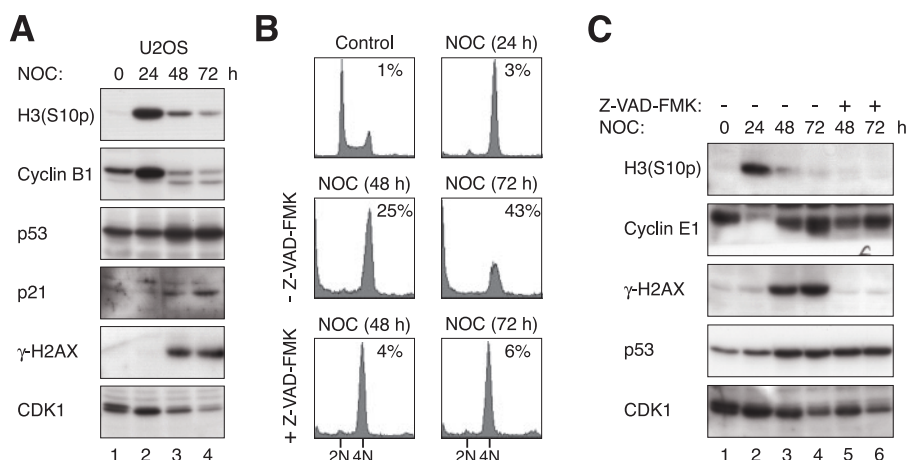 A
U2OS
NOC: 0 24 48 72 h
H3(S10p)
Cyclin B1
p53
p21
γ-H2AX
CDK1
1 2 3 4
B
Control
1%
NOC (24 h)
3%
- Z-VAD-FMK
NOC (48 h)
25%
NOC (72 h)
43%
+ Z-VAD-FMK
NOC (48 h)
4%
NOC (72 h)
6%
2N 4N
2N 4N
C
Z-VAD-FMK: - - - - + +
NOC: 0 24 48 72 48 72 h
H3(S10p)
Cyclin E1
γ-H2AX
p53
CDK1
1 2 3 4 5 6